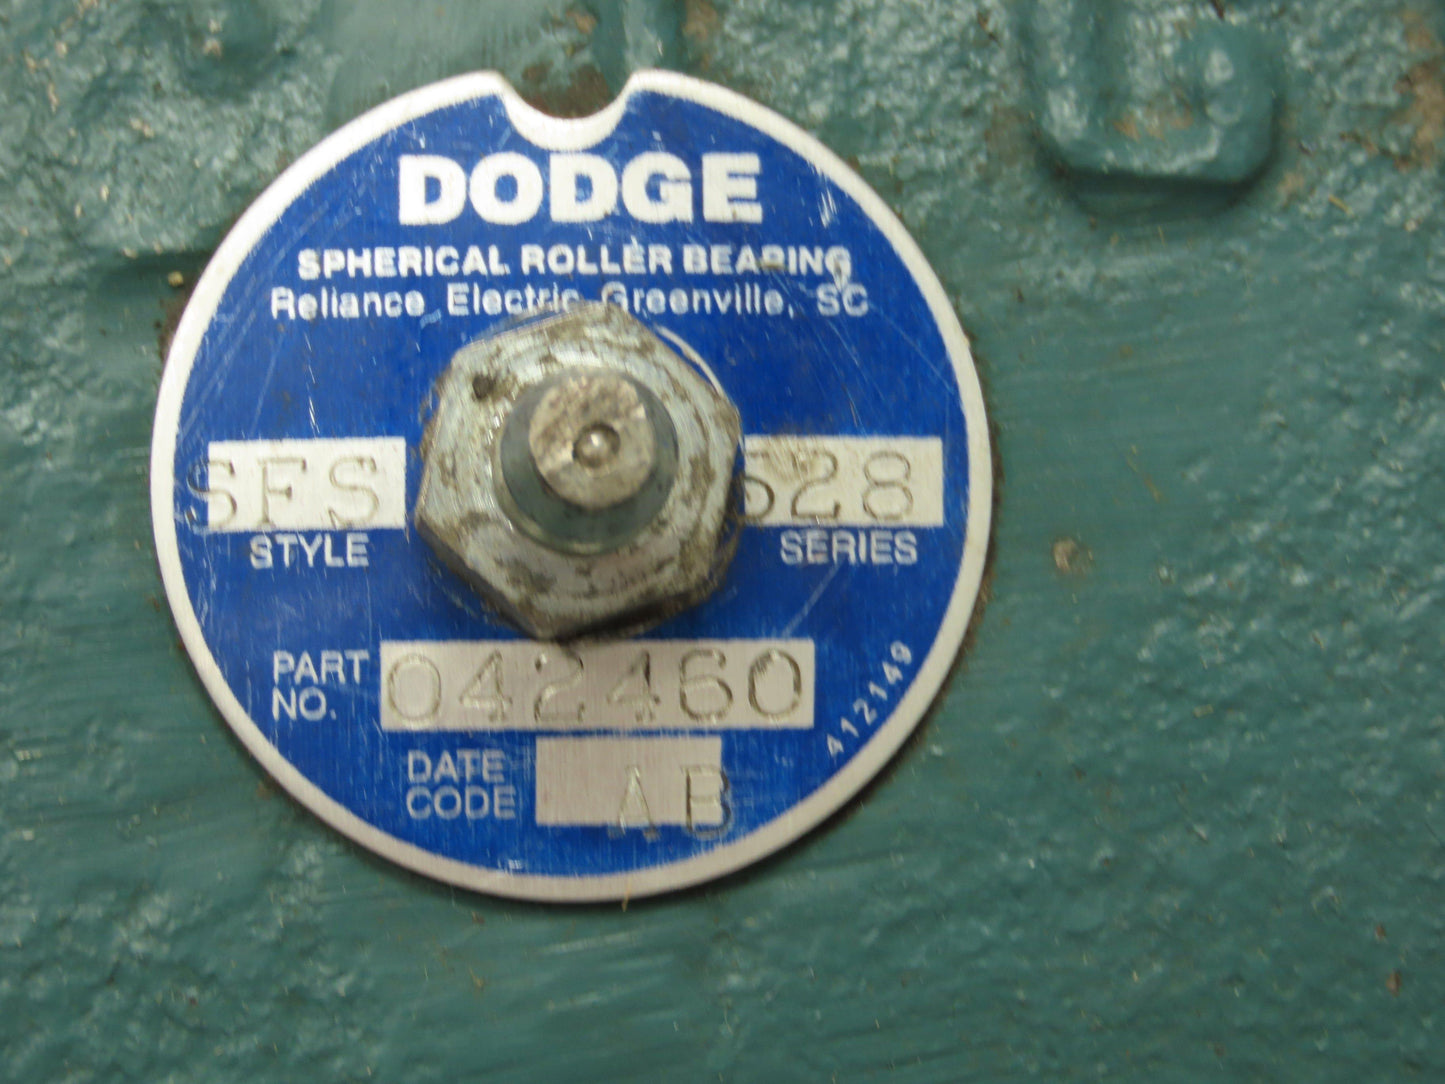 DODGE
SPHERICAL ROLLER BEARING
Reliance Electric Greenville, SC
SFS 528
STYLE SERIES
PART NO. 042460
DATE CODE AB
412149